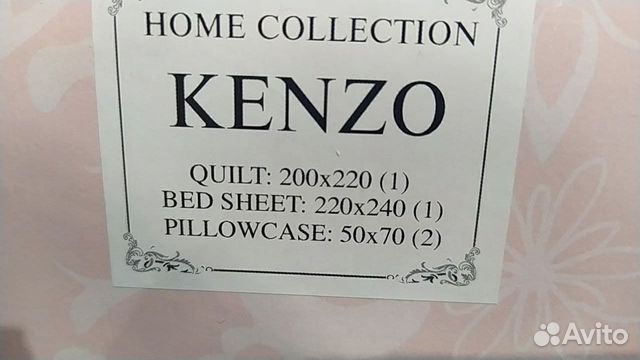 HOME COLLECTION
KENZO
QUILT: 200x220 (1)
BED SHEET: 220x240 (1)
PILLOWCASE: 50x70 (2)
Avito